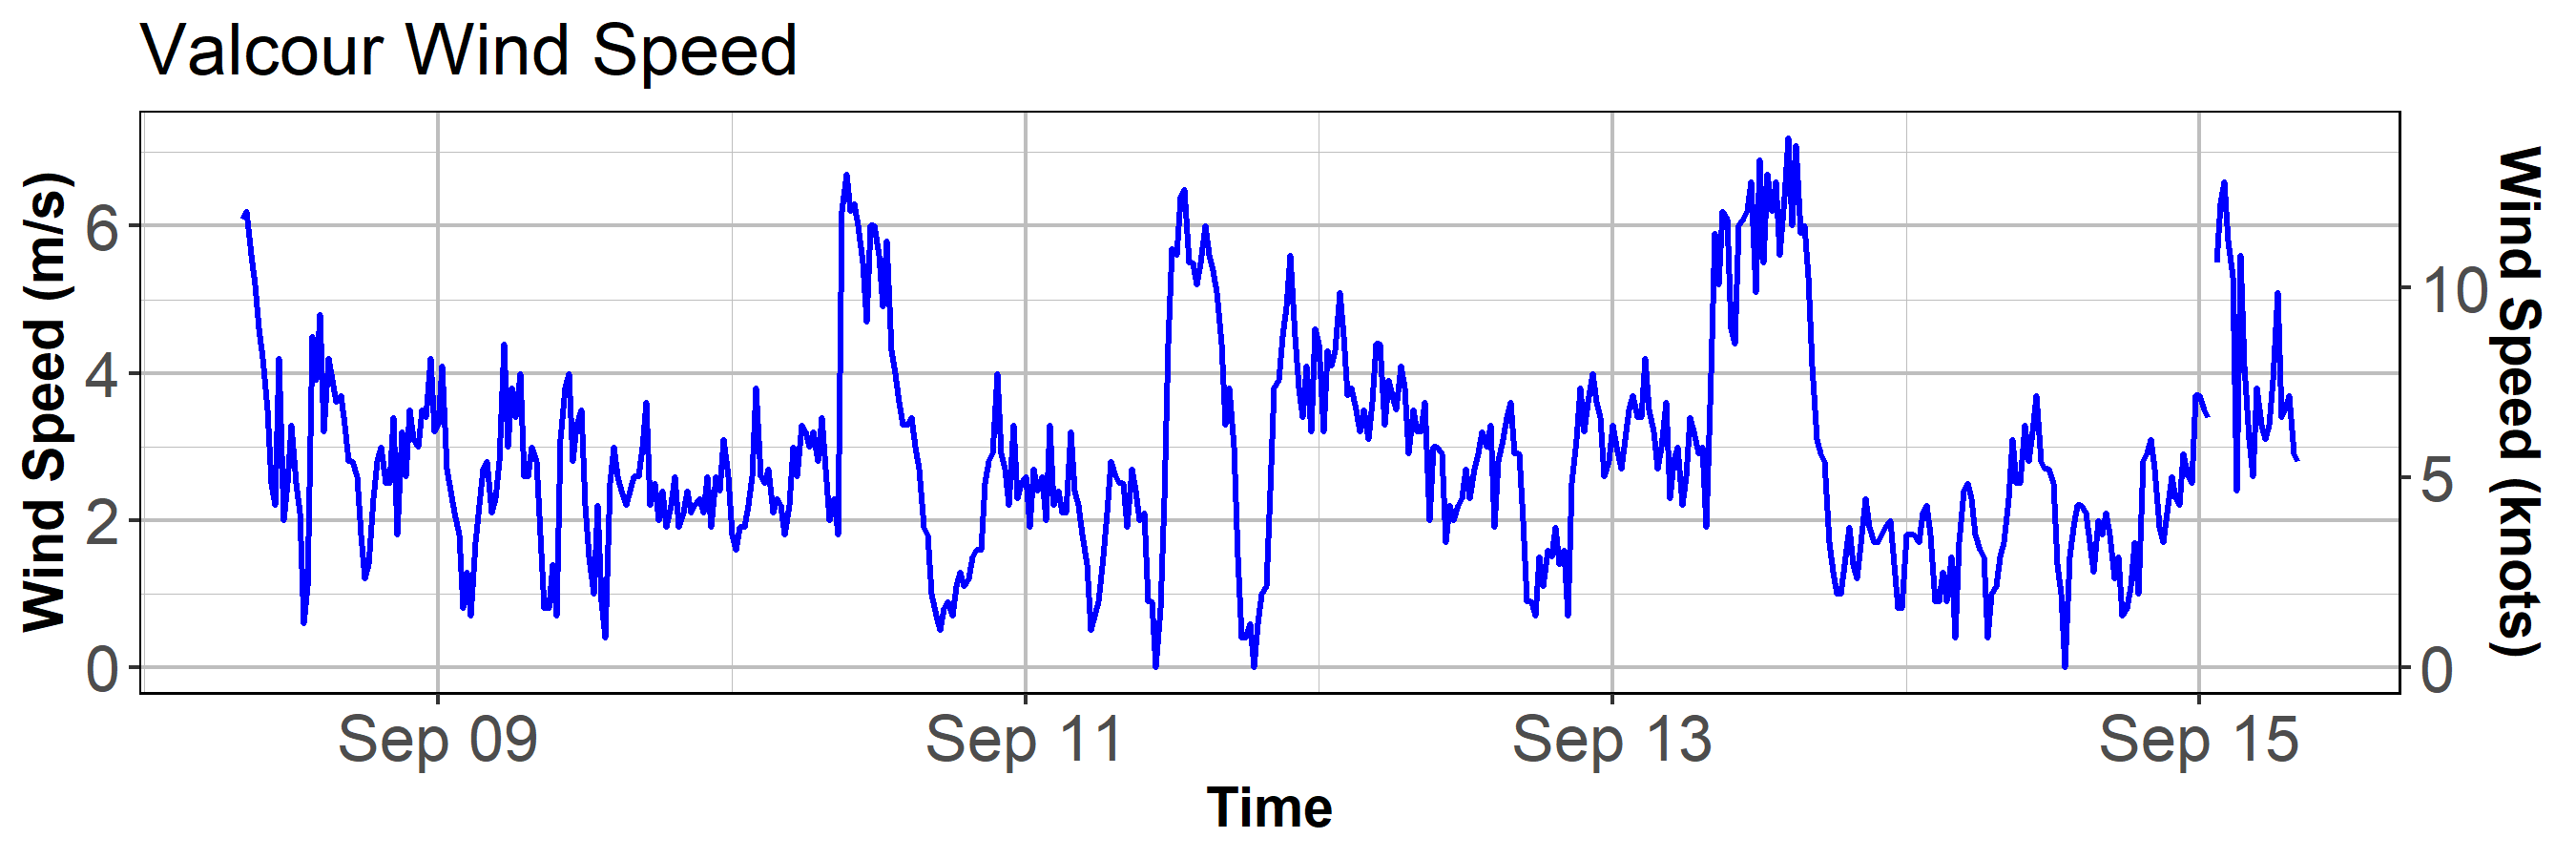 Valcour Wind Speed
Wind Speed (m/s)
6
4
2
0
10
5
0
Wind Speed (knots)
Sep 09
Sep 11
Sep 13
Sep 15
Time